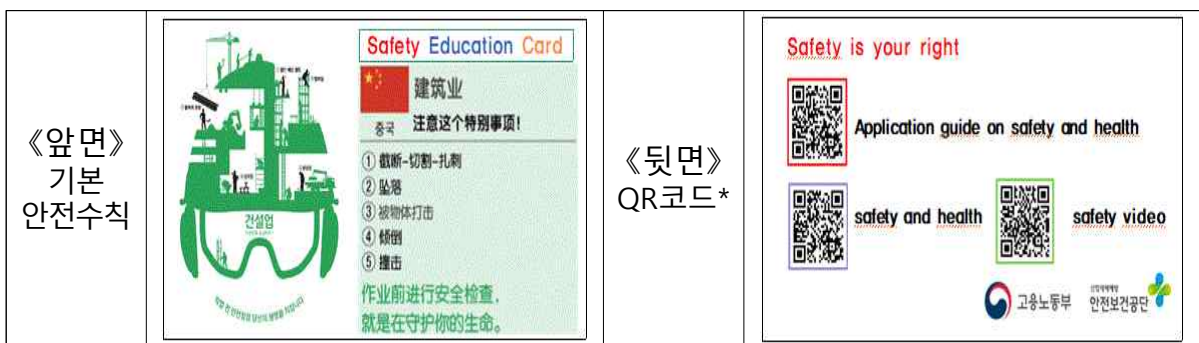 《앞면》
기본
안전수칙
Safety Education Card
建筑业
중국 注意这个特别事项!
① 截断-切割-扎刺
② 坠落
③ 被物体打击
④ 倾倒
⑤ 撞击
作业前进行安全检查,
就是在守护你的生命。
건설업
《뒷면》
QR코드*
Safety is your right
Application guide on safety and health
safety and health
safety video
고용노동부
안전보건공단